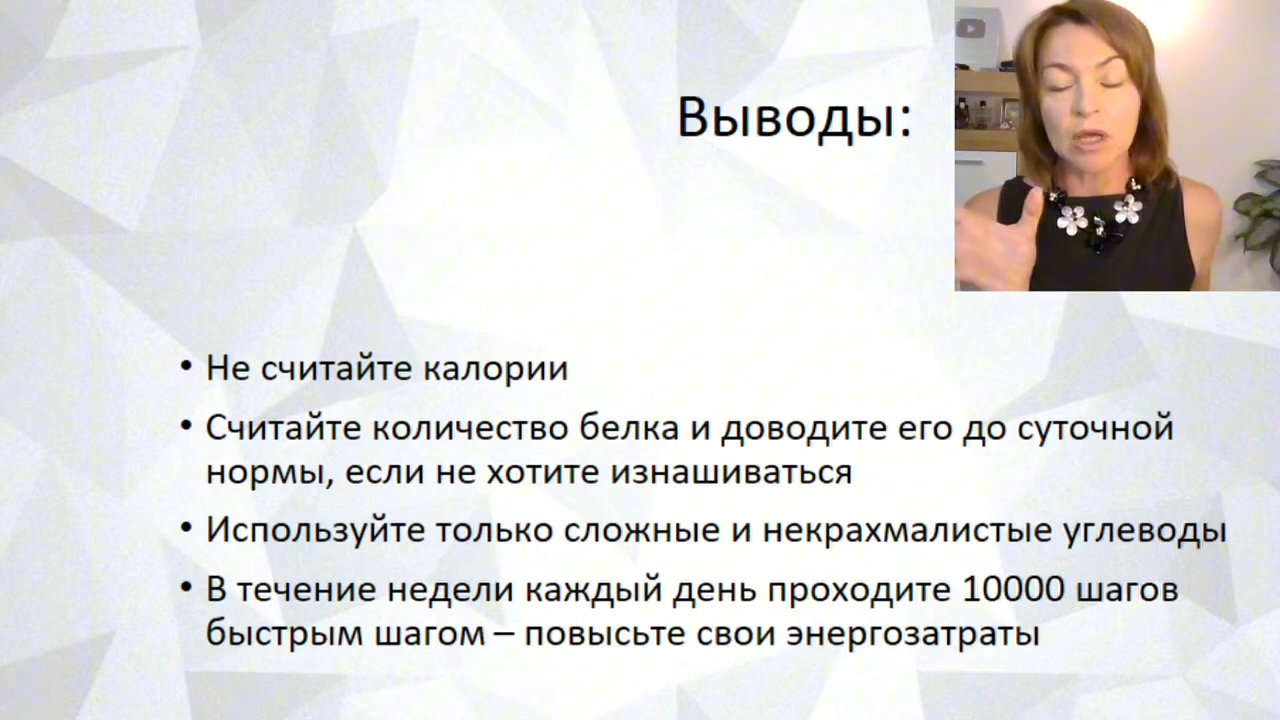 Выводы:
• Не считайте калории
• Считайте количество белка и доводите его до суточной
нормы, если не хотите изнашиваться
• Используйте только сложные и некрахмалистые углеводы
• В течение недели каждый день проходите 10000 шагов
быстрым шагом – повысьте свои энергозатраты